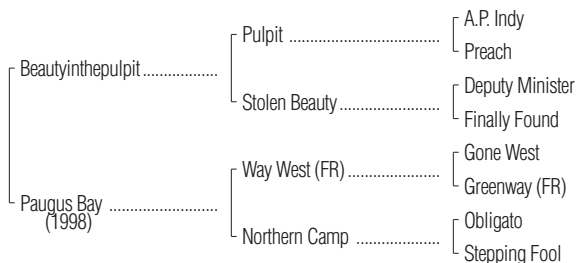 Pulpit ........................................ A.P. Indy
Preach
Beautyinthepulpit ....................
Stolen Beauty ........................... Deputy Minister
Finally Found
Way West (FR) ......................... Gone West
Greenway (FR)
Paugus Bay .............................
(1998)
Northern Camp ...................... Obligato
Stepping Fool